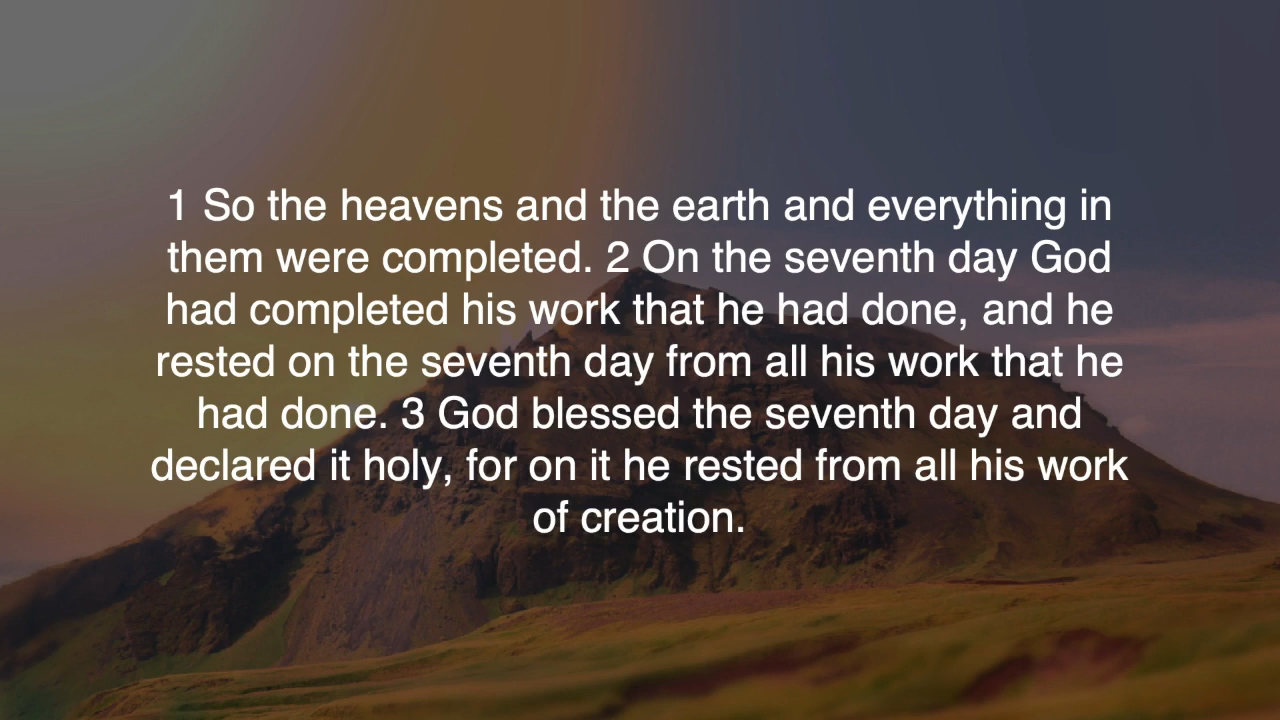 1 So the heavens and the earth and everything in
them were completed. 2 On the seventh day God
had completed his work that he had done, and he
rested on the seventh day from all his work that he
had done. 3 God blessed the seventh day and
declared it holy, for on it he rested from all his work
of creation.